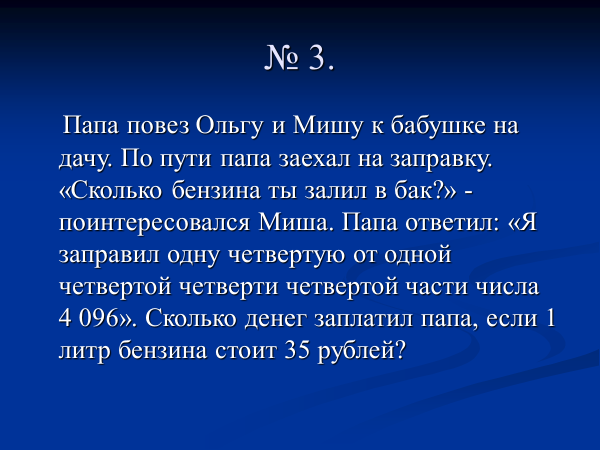 № 3.
Папа повез Ольгу и Мишу к бабушке на
дачу. По пути папа заехал на заправку.
«Сколько бензина ты залил в бак?» -
поинтересовался Миша. Папа ответил: «Я
заправил одну четвертую от одной
четвертой четверти четвертой части числа
4 096». Сколько денег заплатил папа, если 1
литр бензина стоит 35 рублей?